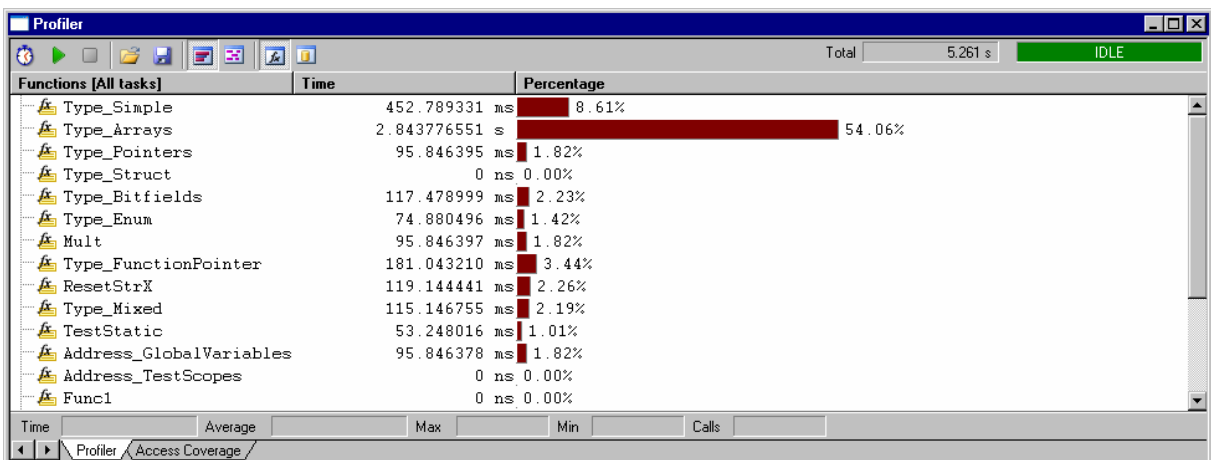 Profiler
Total 5.261 s IDLE
Functions [All tasks] Time Percentage
Type_Simple 452.789331 ms 8.61%
Type_Arrays 2.843776551 s 54.06%
Type_Pointers 95.846395 ms 1.82%
Type_Struct 0 ns 0.00%
Type_Bitfields 117.478999 ms 2.23%
Type_Enum 74.880496 ms 1.42%
Mult 95.846397 ms 1.82%
Type_FunctionPointer 181.043210 ms 3.44%
ResetStrX 119.144441 ms 2.26%
Type_Mixed 115.146755 ms 2.19%
TestStatic 53.248016 ms 1.01%
Address_GlobalVariables 95.846378 ms 1.82%
Address_TestScopes 0 ns 0.00%
Func1 0 ns 0.00%
Time Average Max Min Calls
Profiler Access Coverage